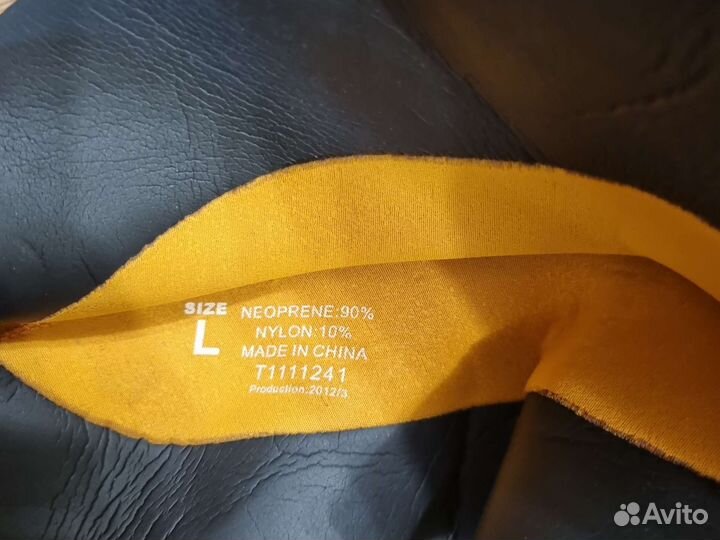 SIZE
L
NEOPRENE:90%
NYLON:10%
MADE IN CHINA
T1111241
Production:2012/3
Avito